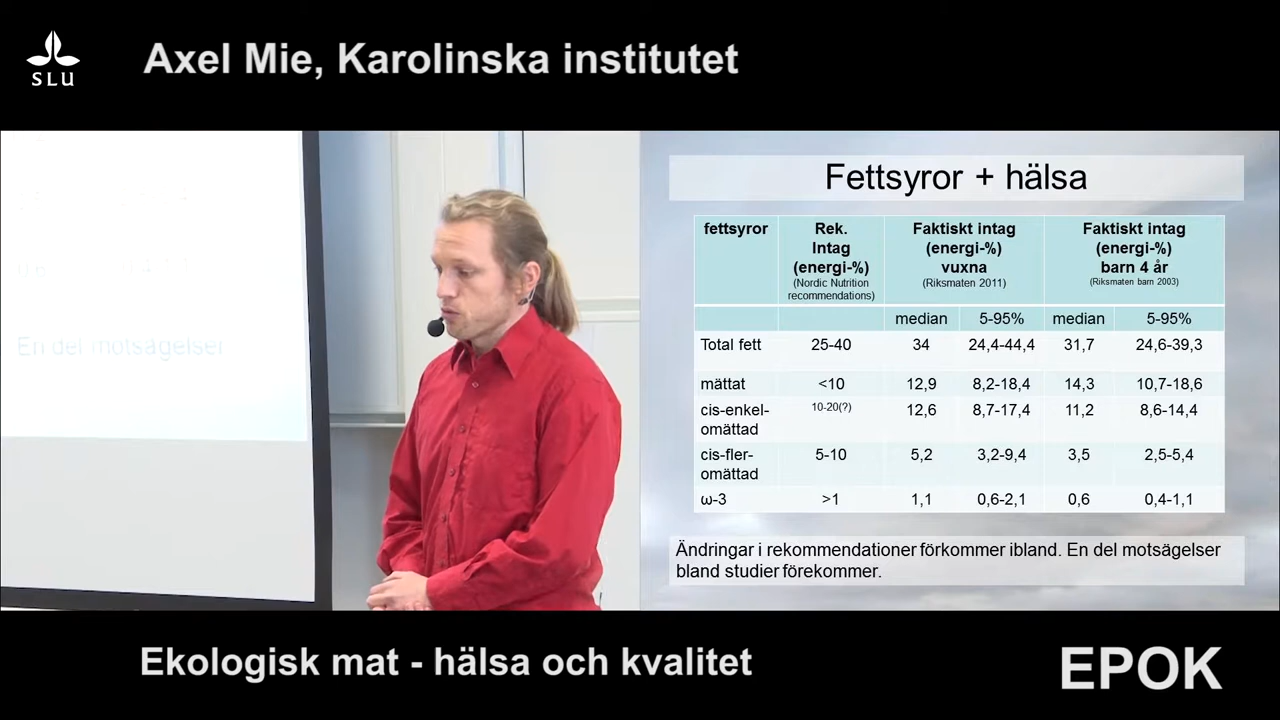 SLU
Axel Mie, Karolinska institutet
En del motsägelser
Fettsyror + hälsa
fettsyror Rek. Intag (energi-%) (Nordic Nutrition recommendations) Faktiskt intag (energi-%) vuxna (Riksmaten 2011) Faktiskt intag (energi-%) barn 4 år (Riksmaten barn 2003)
median 5-95% median 5-95%
Total fett 25-40 34 24,4-44,4 31,7 24,6-39,3
mättat <10 12,9 8,2-18,4 14,3 10,7-18,6
cis-enkel- 10-20(?) 12,6 8,7-17,4 11,2 8,6-14,4
omättad
cis-fler- 5-10 5,2 3,2-9,4 3,5 2,5-5,4
omättad
ω-3 >1 1,1 0,6-2,1 0,6 0,4-1,1
Ändringar i rekommendationer förkommer ibland. En del motsägelser
bland studier förekommer.
Ekologisk mat - hälsa och kvalitet
EPOK